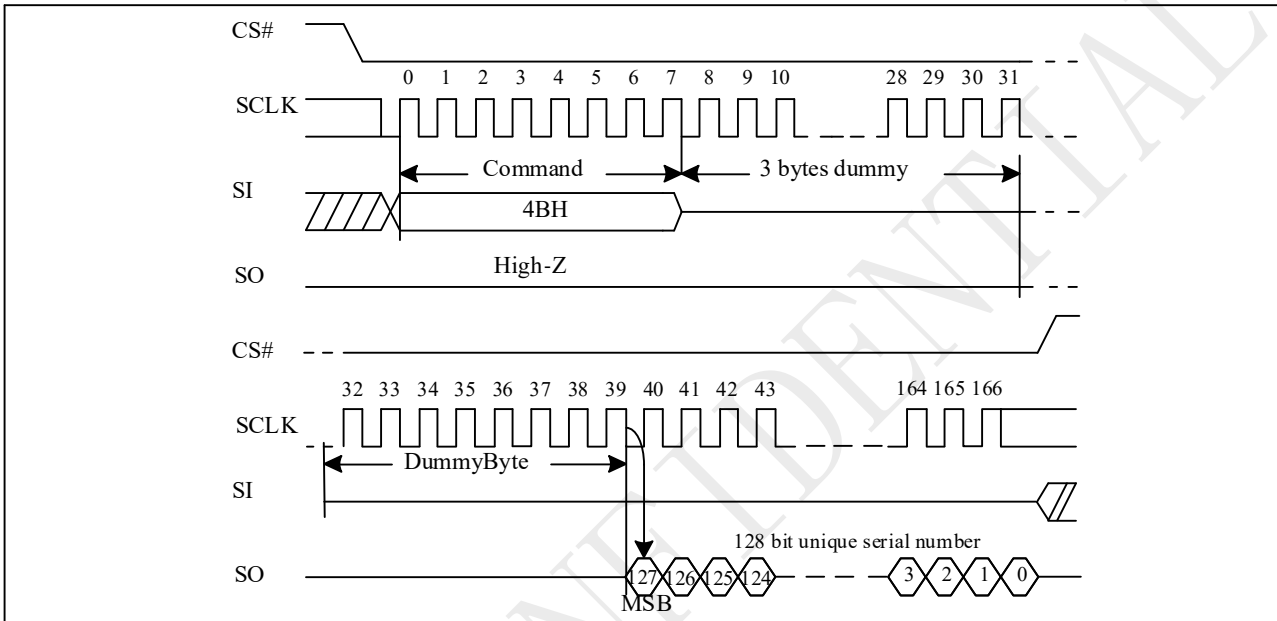 CS#
0 1 2 3 4 5 6 7 8 9 10 28 29 30 31
SCLK
Command 3 bytes dummy
SI
4BH
High-Z
SO
CS#
32 33 34 35 36 37 38 39 40 41 42 43 164 165 166
SCLK
DummyByte
SI
128 bit unique serial number
SO
127 126 125 124 3 2 1 0
MSB
NFIDENTIAL